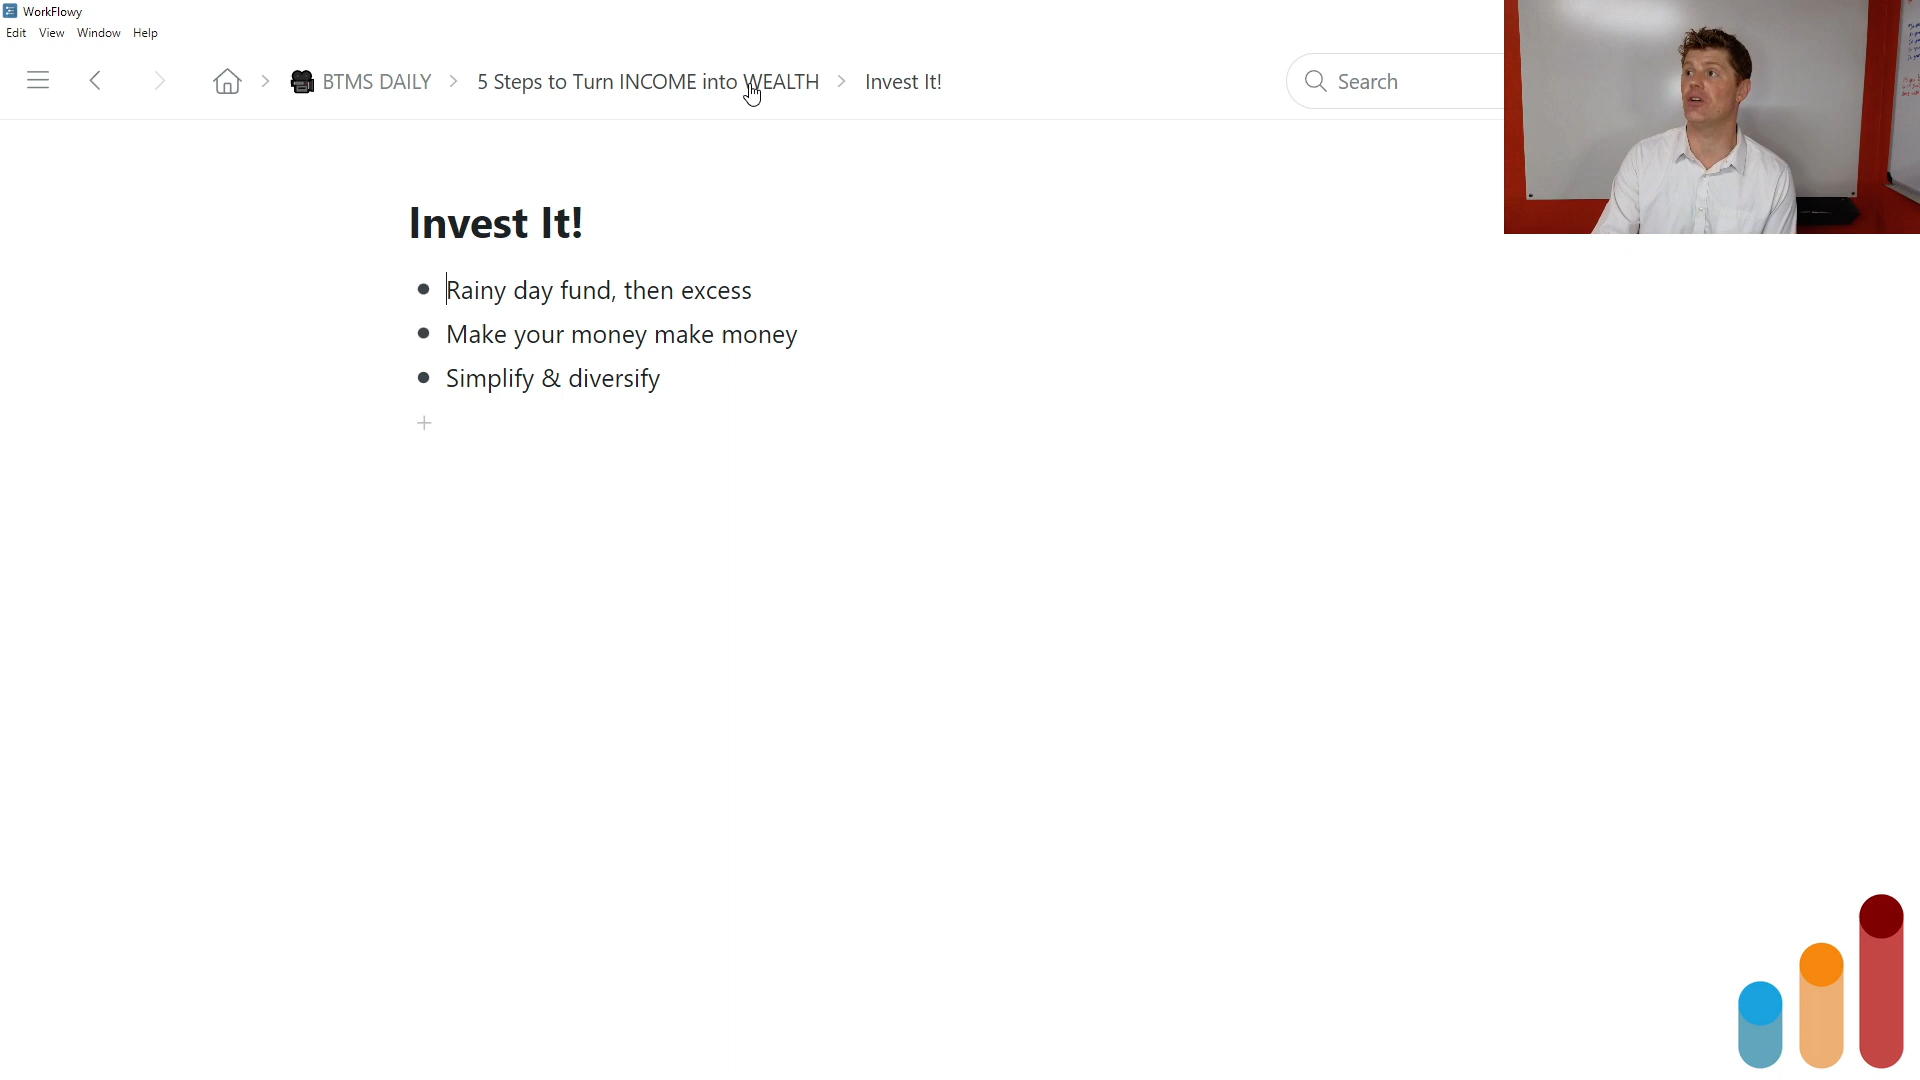 WorkFlowy
Edit View Window Help
BTMS DAILY > 5 Steps to Turn INCOME into WEALTH > Invest It!
Search
Invest It!
Rainy day fund, then excess
Make your money make money
Simplify & diversify